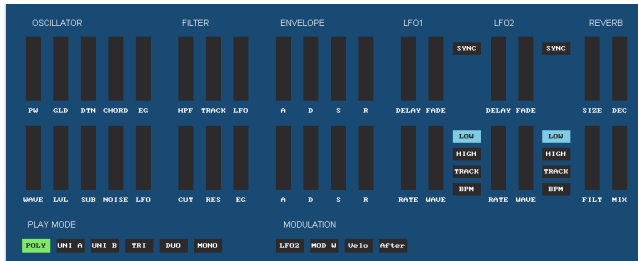 OSCILLATOR FILTER ENVELOPE LFO1 LFO2 REVERB
SYNC SYNC
PW GLD DTN CHORD EG HPF TRACK LFO A D S R DELAY FADE DELAY FADE SIZE DEC
LOW LOW
HIGH HIGH
TRACK TRACK
BPM BPM
WAVE LVL SUB NOISE LFO CUT RES EG A D S R RATE WAVE RATE WAVE FILT MIX
PLAY MODE MODULATION
POLY UNI A UNI B TRI DUO MONO LFO2 MOD W Velo After